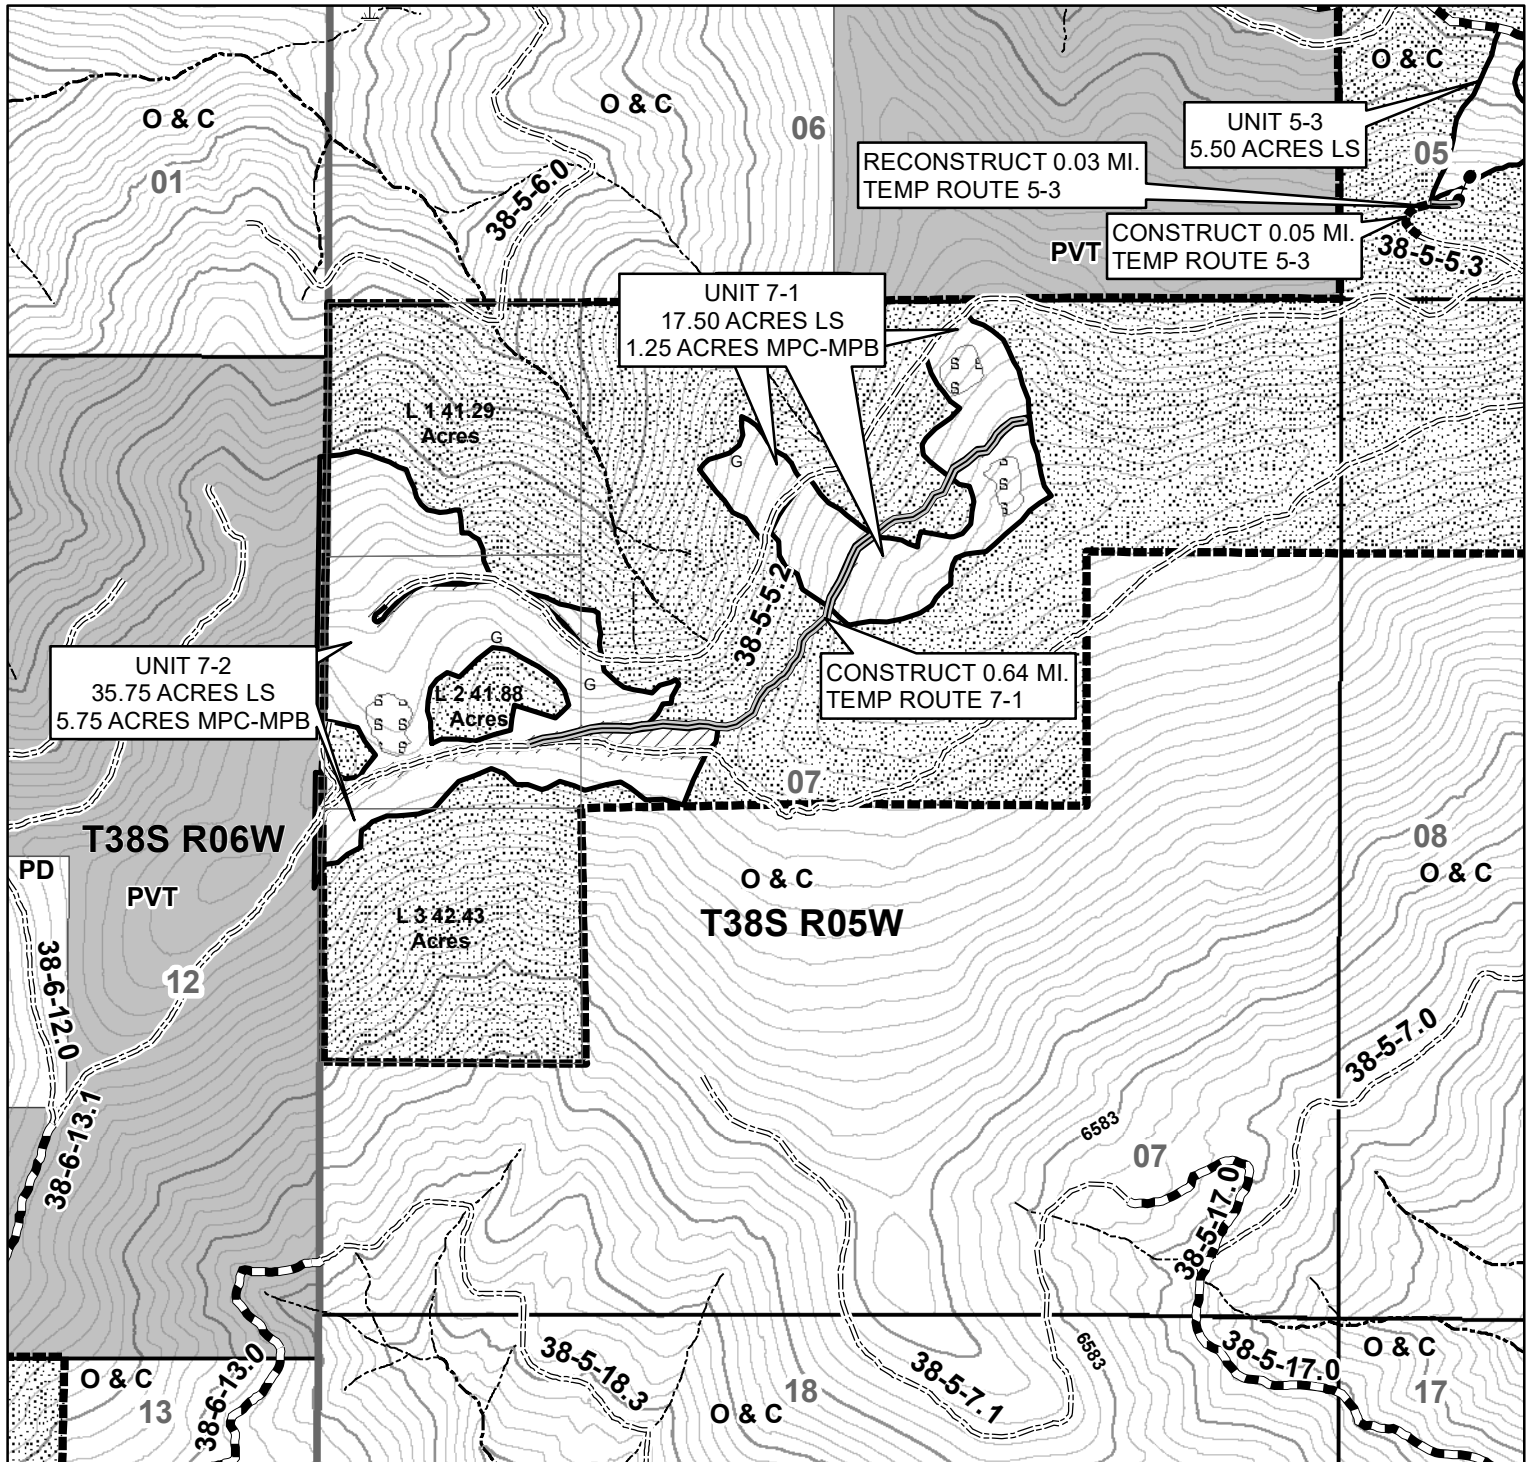 O & C
O & C
O & C
06
01
UNIT 5-3
5.50 ACRES LS
05
RECONSTRUCT 0.03 MI.
TEMP ROUTE 5-3
38-5-6.0
CONSTRUCT 0.05 MI.
TEMP ROUTE 5-3
PVT
38-5-5.3
UNIT 7-1
17.50 ACRES LS
1.25 ACRES MPC-MPB
S S
S
L 1 41.29
Acres
G
S
S
S
38-5-5.2
G
UNIT 7-2
35.75 ACRES LS
5.75 ACRES MPC-MPB
CONSTRUCT 0.64 MI.
TEMP ROUTE 7-1
G
L 2 41.88
Acres
S S
S S
S
07
T38S R06W
08
PD
O & C
O & C
PVT
L 3 42.43
Acres
T38S R05W
12
38-6-12.0
38-5-7.0
38-6-13.1
6583
07
38-5-17.0
38-5-18.3
6583
38-5-17.0
O & C
O & C
38-6-13.0
38-5-7.1
18
17
13
O & C